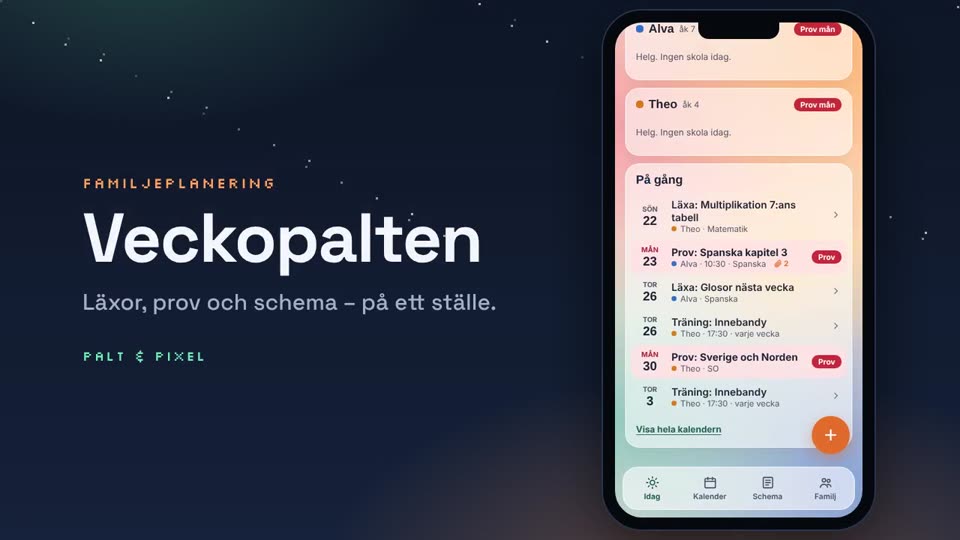 FAMILJEPLANERING
Veckopalten
Läxor, prov och schema – på ett ställe.
PALT & PIXEL
Alva åk 7 Prov mån
Helg. Ingen skola idag.
Theo åk 4 Prov mån
Helg. Ingen skola idag.
På gång
SÖN
22
Läxa: Multiplikation 7:ans
tabell
Theo · Matematik
MÅN
23
Prov: Spanska kapitel 3
Alva · 10:30 · Spanska 2
Prov
TOR
26
Läxa: Glosor nästa vecka
Alva · Spanska
TOR
26
Träning: Innebandy
Theo · 17:30 · varje vecka
MÅN
30
Prov: Sverige och Norden
Theo · SO
Prov
TOR
3
Träning: Innebandy
Theo · 17:30 · varje vecka
Visa hela kalendern
+
Idag Kalender Schema Familj